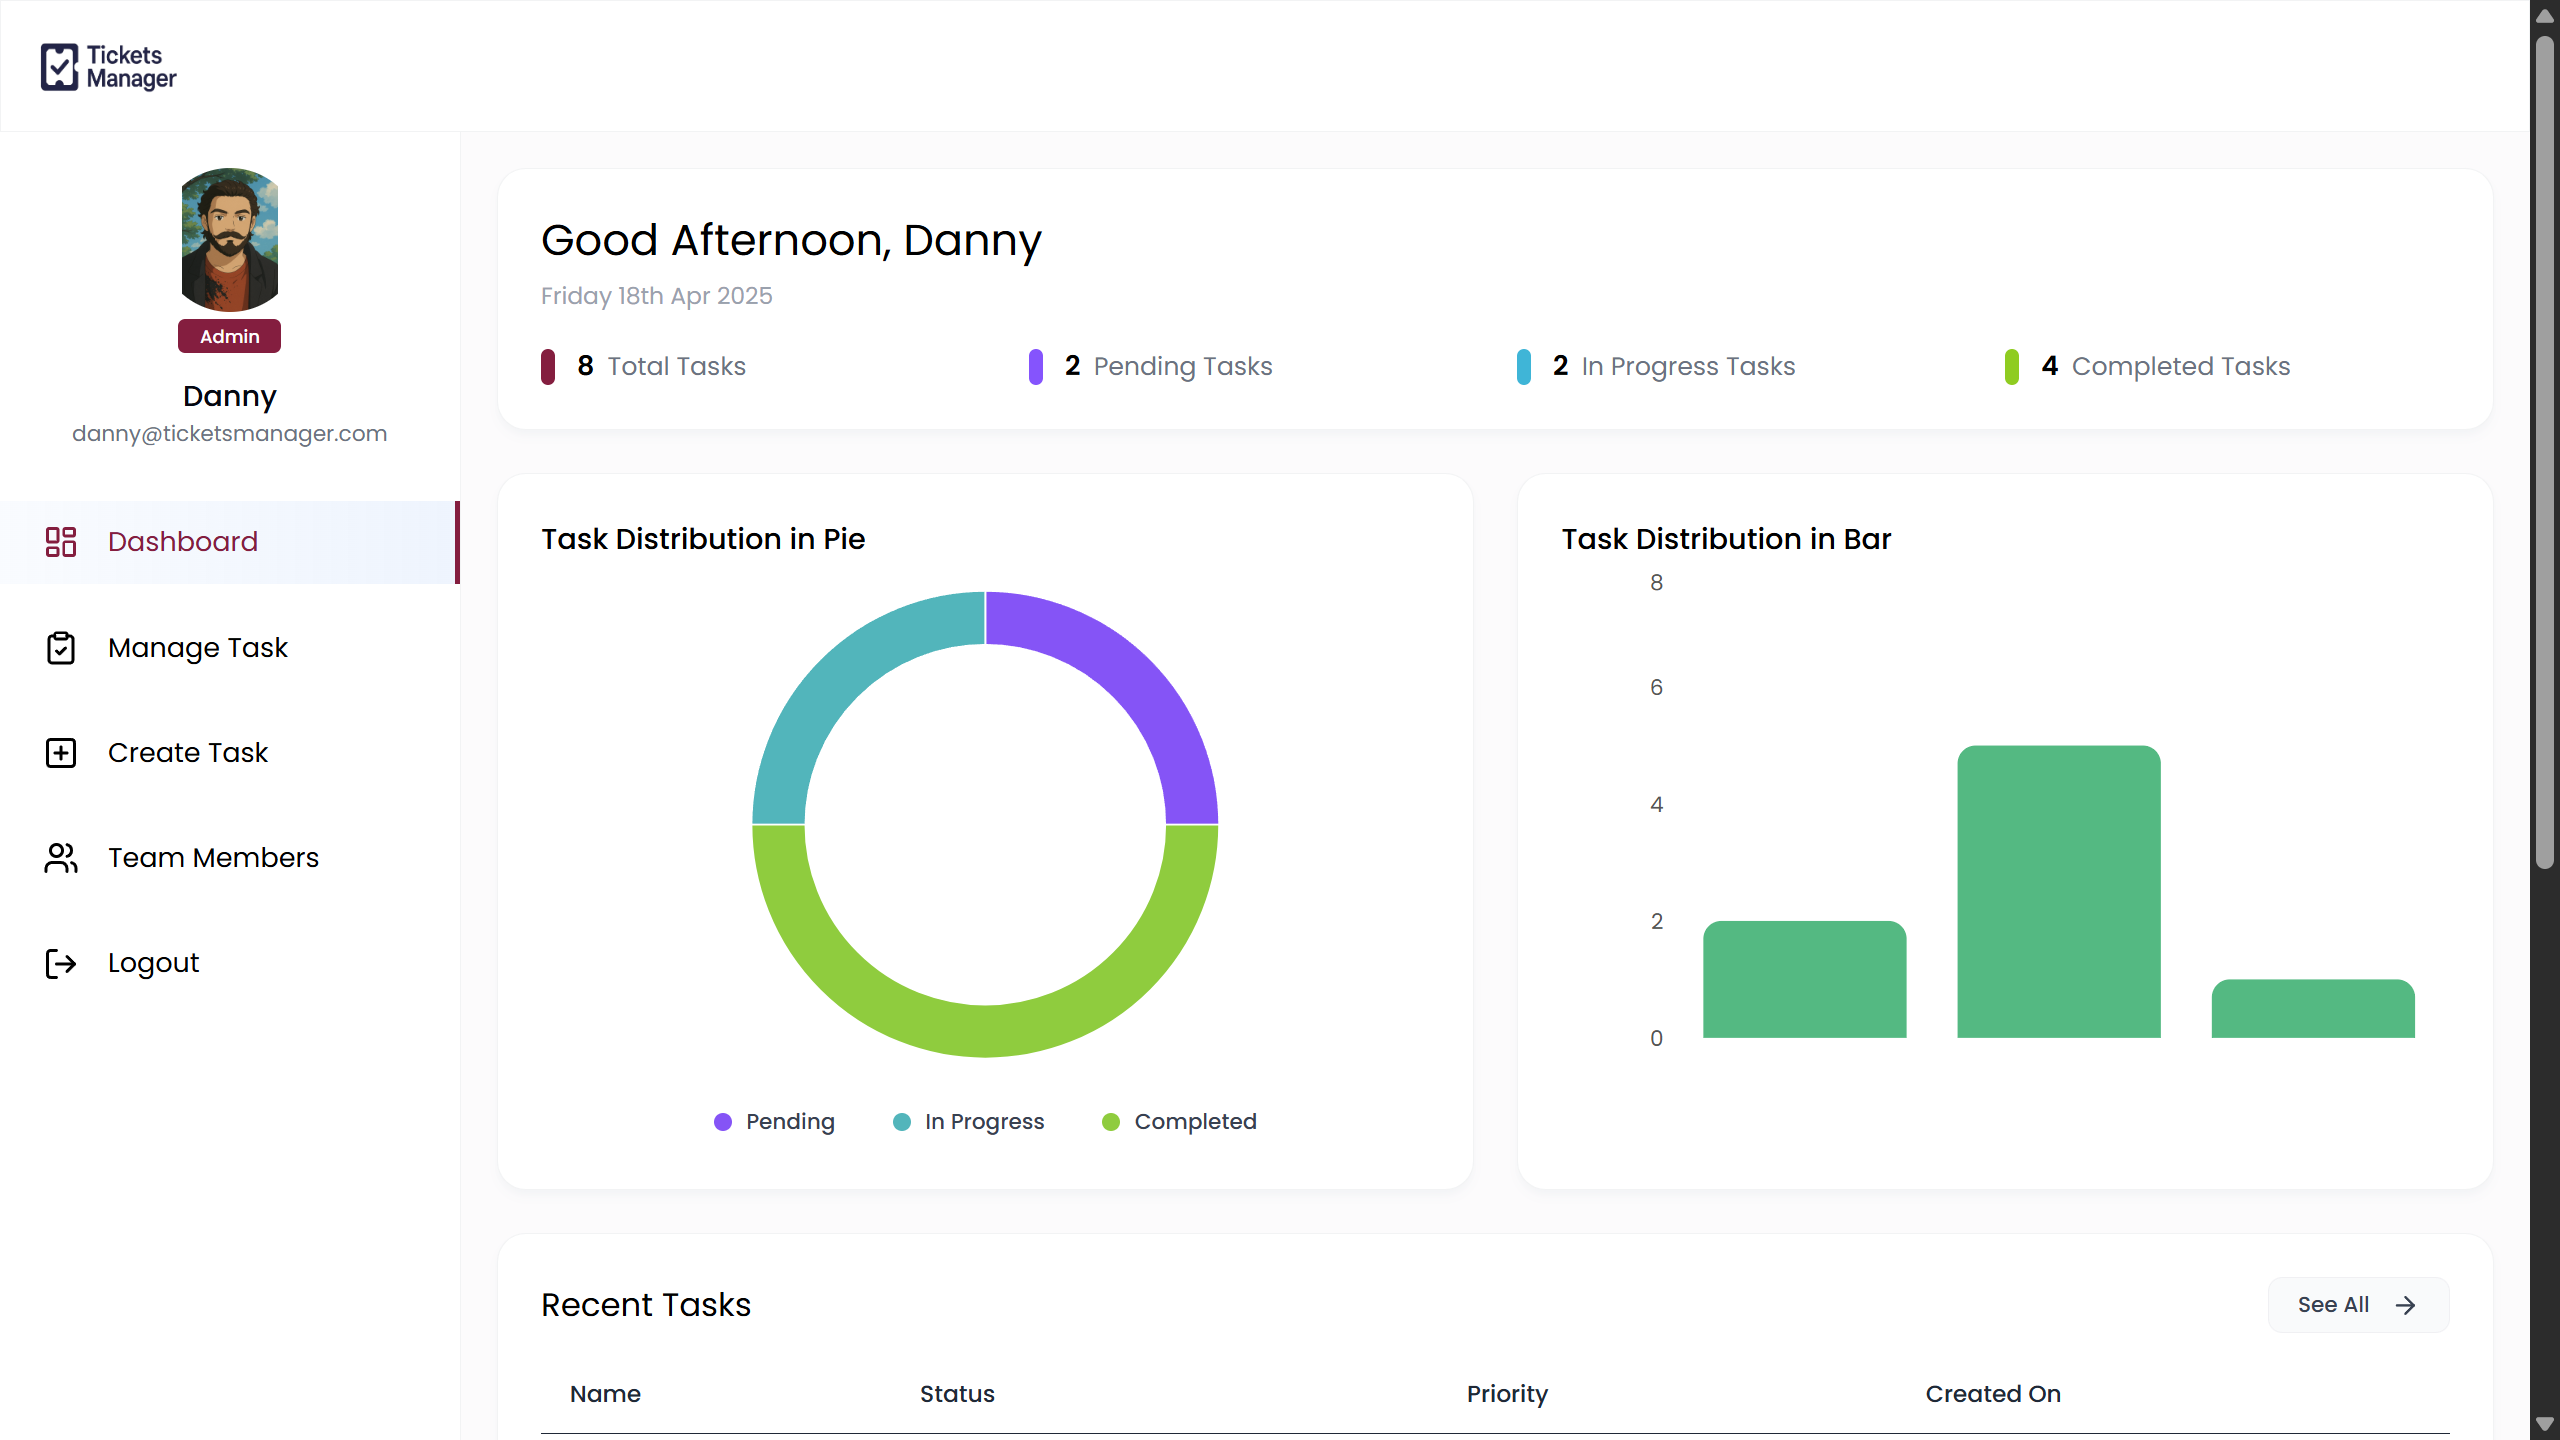 Tickets
Manager
Admin
Danny
danny@ticketsmanager.com
Dashboard
Manage Task
Create Task
Team Members
Logout
Good Afternoon, Danny
Friday 18th Apr 2025
8 Total Tasks
2 Pending Tasks
2 In Progress Tasks
4 Completed Tasks
Task Distribution in Pie
Pending
In Progress
Completed
Task Distribution in Bar
8
6
4
2
0
Recent Tasks
See All
Name
Status
Priority
Created On